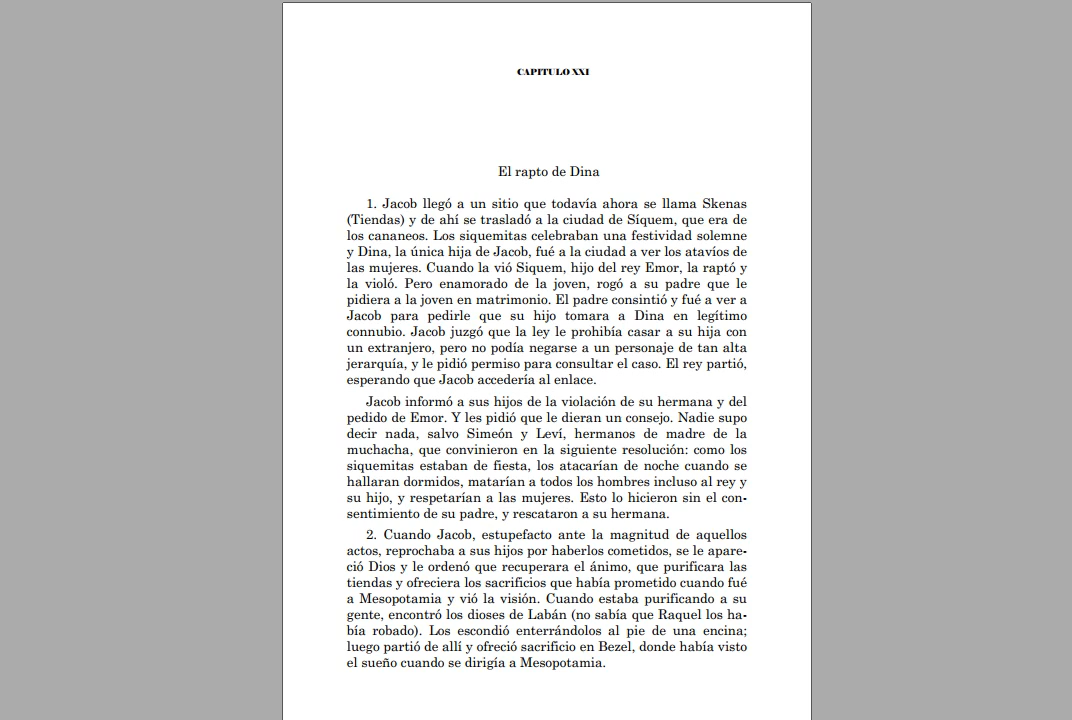 CAPITULO XXI
El rapto de Dina
1. Jacob llegó a un sitio que todavía ahora se llama Skenas
(Tiendas) y de ahí se trasladó a la ciudad de Síquem, que era de
los cananeos. Los siquemitas celebraban una festividad solemne
y Dina, la única hija de Jacob, fué a la ciudad a ver los atavíos de
las mujeres. Cuando la vió Siquem, hijo del rey Emor, la raptó y
la violó. Pero enamorado de la joven, rogó a su padre que le
pidiera a la joven en matrimonio. El padre consintió y fué a ver a
Jacob para pedirle que su hijo tomara a Dina en legítimo
connubio. Jacob juzgó que la ley le prohibía casar a su hija con
un extranjero, pero no podía negarse a un personaje de tan alta
jerarquía, y le pidió permiso para consultar el caso. El rey partió,
esperando que Jacob accedería al enlace.
Jacob informó a sus hijos de la violación de su hermana y del
pedido de Emor. Y les pidió que le dieran un consejo. Nadie supo
decir nada, salvo Simeón y Leví, hermanos de madre de la
muchacha, que convinieron en la siguiente resolución: como los
siquemitas estaban de fiesta, los atacarían de noche cuando se
hallaran dormidos, matarían a todos los hombres incluso al rey y
su hijo, y respetarían a las mujeres. Esto lo hicieron sin el con-
sentimiento de su padre, y rescataron a su hermana.
2. Cuando Jacob, estupefacto ante la magnitud de aquellos
actos, reprochaba a sus hijos por haberlos cometidos, se le apare-
ció Dios y le ordenó que recuperara el ánimo, que purificara las
tiendas y ofreciera los sacrificios que había prometido cuando fué
a Mesopotamia y vió la visión. Cuando estaba purificando a su
gente, encontró los dioses de Labán (no sabía que Raquel los ha-
bía robado). Los escondió enterrándolos al pie de una encina;
luego partió de allí y ofreció sacrificio en Bezel, donde había visto
el sueño cuando se dirigía a Mesopotamia.